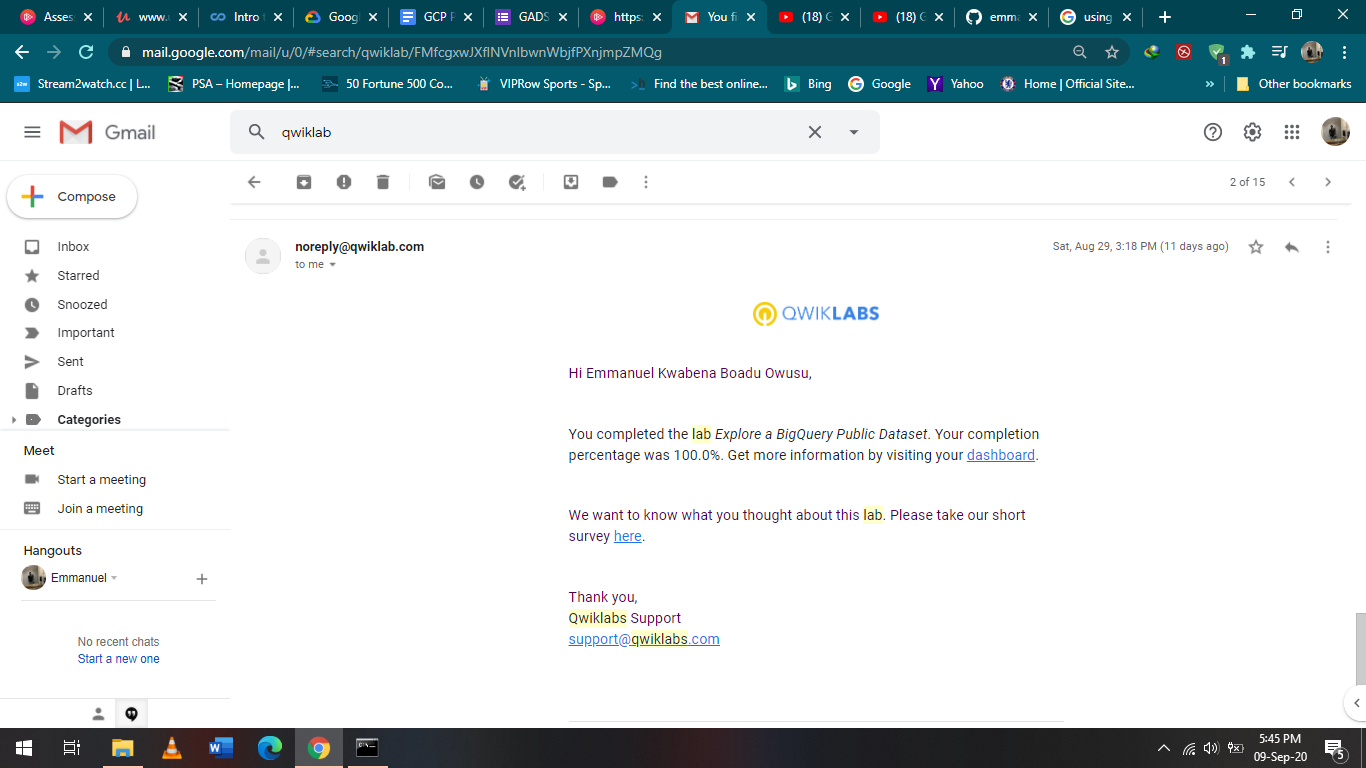 Asses
www.u
Intro t
Googl
GCP P
GADS
https:
You fi
(18) G
(18) G
emma
using
mail.google.com/mail/u/0/#search/qwiklab/FMfcgxwJXflNVnlbwnWbjfPXnjmpZMQg
1
Stream2watch.cc | L...
PSA – Homepage |...
50 Fortune 500 Co...
VIPRow Sports - Sp...
Find the best online...
Bing
Google
Yahoo
Home | Official Site...
»
Other bookmarks
Gmail
qwiklab
Compose
2 of 15
Inbox
Starred
Snoozed
Important
Sent
Drafts
Categories
Meet
Start a meeting
Join a meeting
Hangouts
Emmanuel
No recent chats
Start a new one
noreply@qwiklab.com
Sat, Aug 29, 3:18 PM (11 days ago)
to me
QWIKLABS
Hi Emmanuel Kwabena Boadu Owusu,
You completed the lab Explore a BigQuery Public Dataset. Your completion
percentage was 100.0%. Get more information by visiting your dashboard.
We want to know what you thought about this lab. Please take our short
survey here.
Thank you,
Qwiklabs Support
support@qwiklabs.com
5:45 PM
09-Sep-20
5